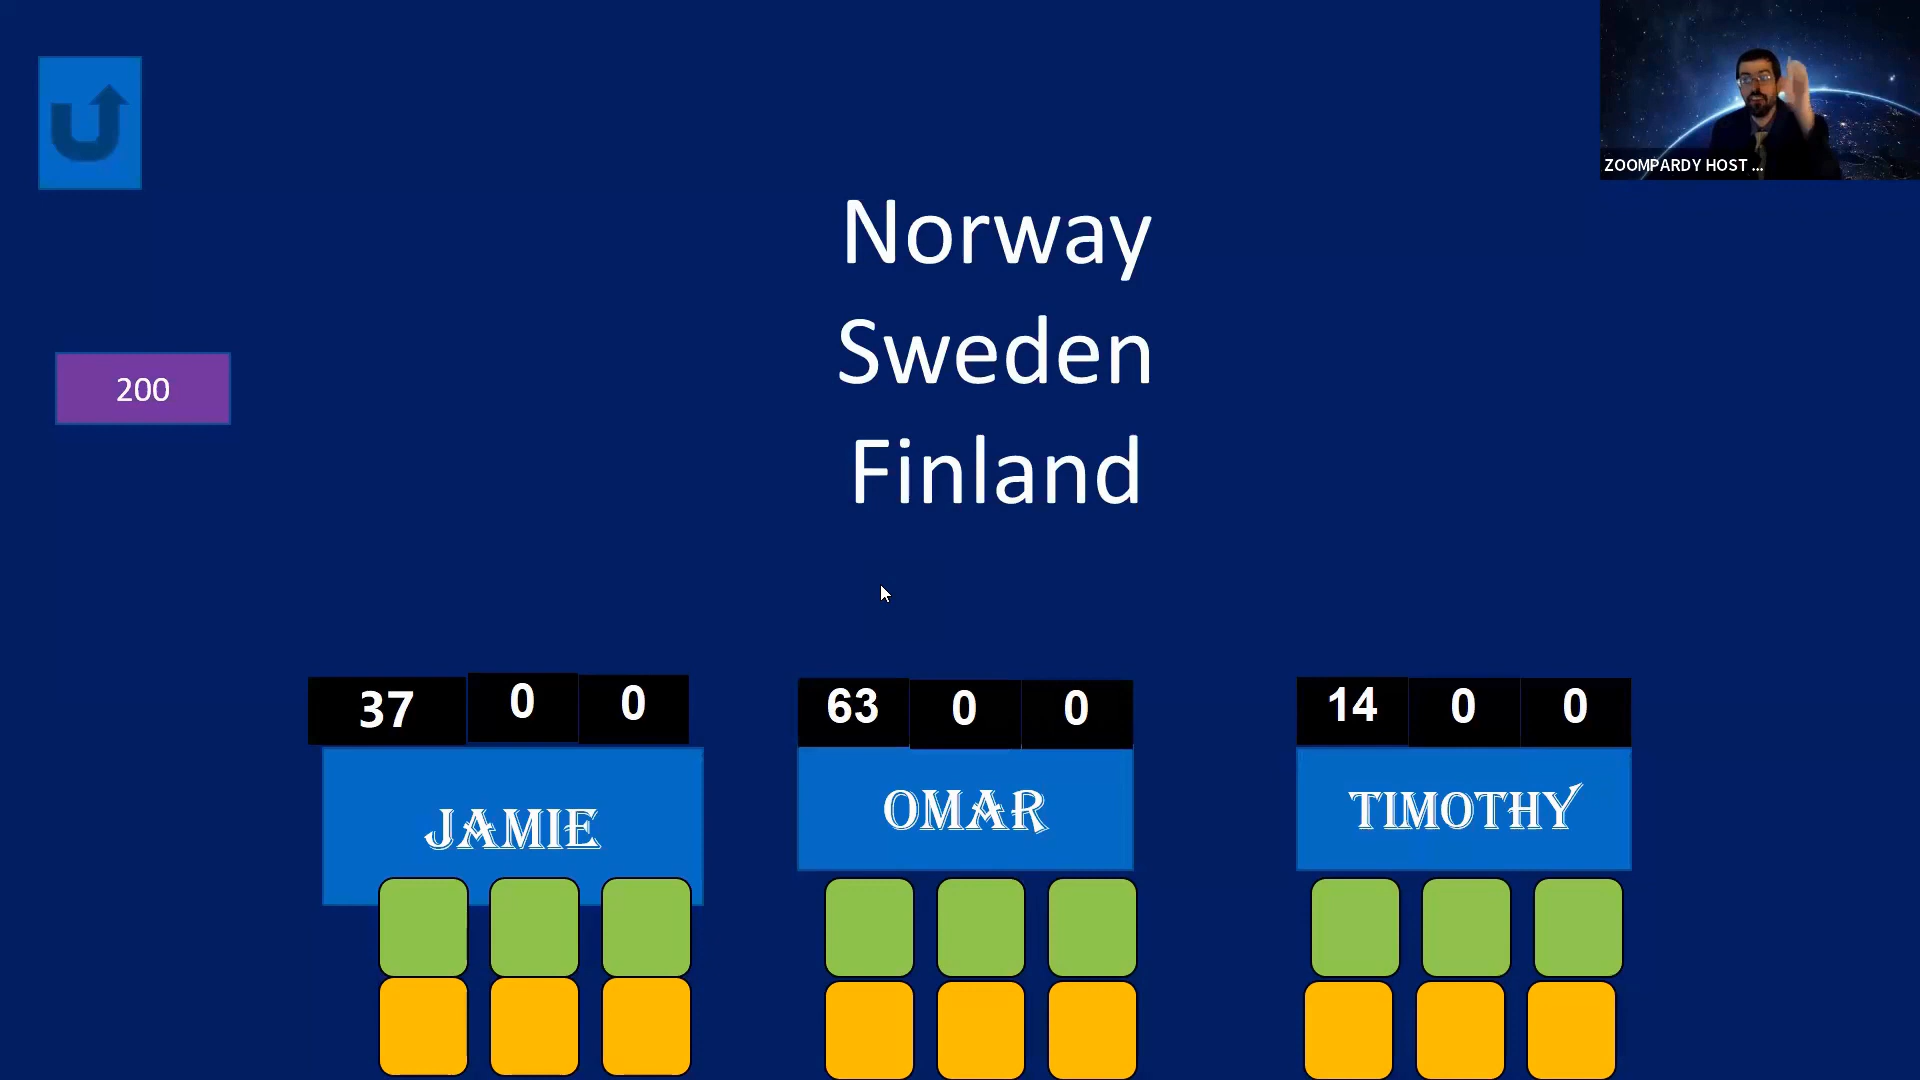 ZOOMPARDY HOST ...
Norway
Sweden
Finland
200
37 0 0
63 0 0
14 0 0
JAMIE
OMAR
TIMOTHY